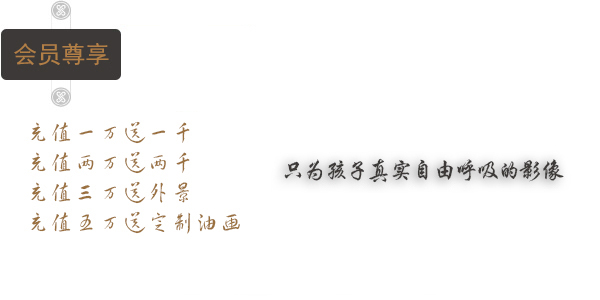 会员尊享
充值一万送一千
充值两万送两千
充值三万送外景
充值五万送定制油画
只为孩子真实自由呼吸的影像